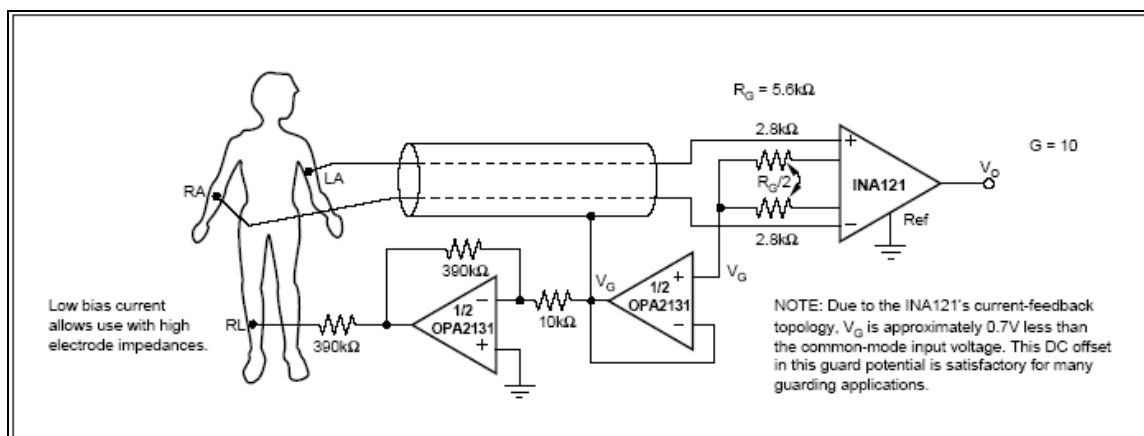 R_G = 5.6kΩ
2.8kΩ
+
LA
RA
R_G/2
INA121
G = 10
V_O
Ref
−
2.8kΩ
390kΩ
V_G
+
V_G
1/2
OPA2131
−
10kΩ
−
1/2
OPA2131
+
RL
390kΩ
Low bias current
allows use with high
electrode impedances.
NOTE: Due to the INA121's current-feedback
topology, V_G is approximately 0.7V less than
the common-mode input voltage. This DC offset
in this guard potential is satisfactory for many
guarding applications.